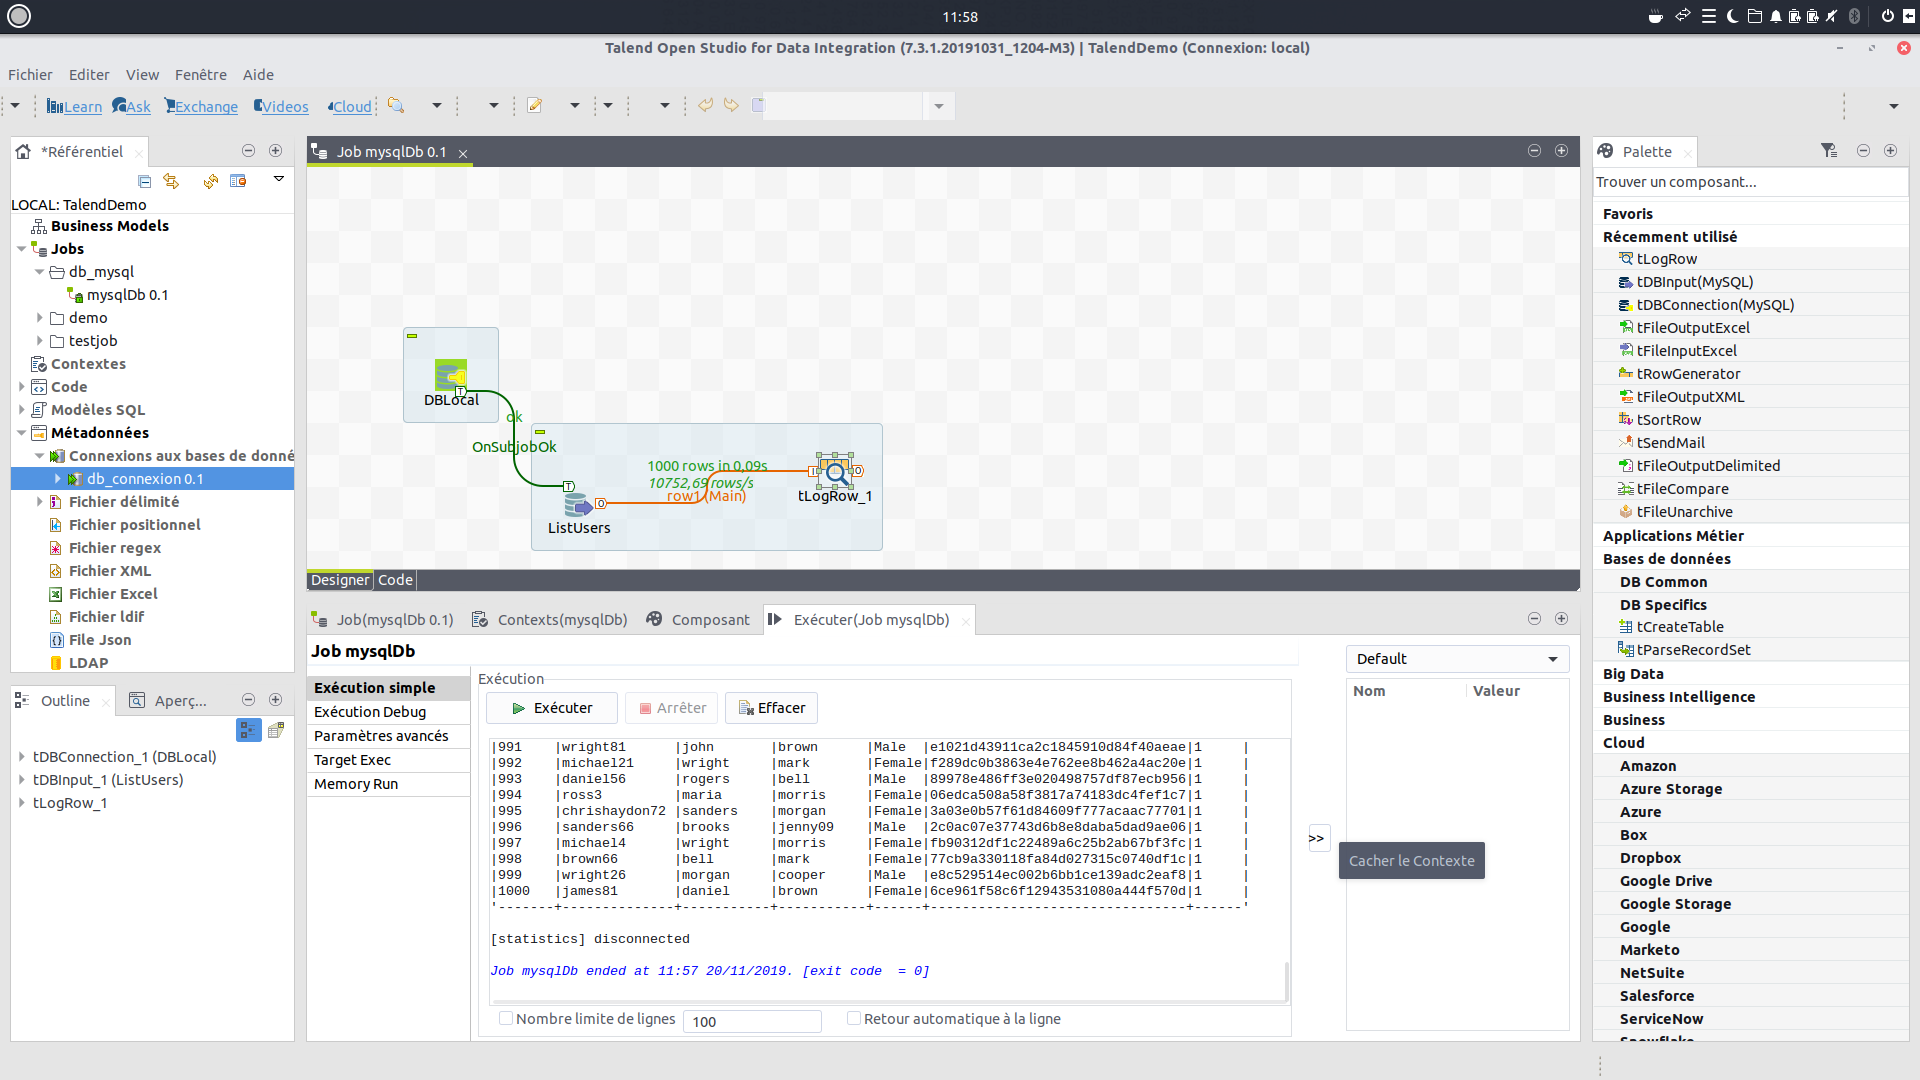 11:58
Talend Open Studio for Data Integration (7.3.1.20191031_1204-M3) | TalendDemo (Connexion: local)
Fichier Editer View Fenêtre Aide
Learn Ask Exchange Videos Cloud
*Référentiel
LOCAL: TalendDemo
Business Models
Jobs
db_mysql
mysqlDb 0.1
demo
testjob
Contextes
Code
Modèles SQL
Métadonnées
Connexions aux bases de donné
db_connexion 0.1
Fichier délimité
Fichier positionnel
Fichier regex
Fichier XML
Fichier Excel
Fichier ldif
File Json
LDAP
Outline Aperç...
tDBConnection_1 (DBLocal)
tDBInput_1 (ListUsers)
tLogRow_1
Job mysqlDb 0.1
DBLocal
ok
OnSubjobOk
1000 rows in 0,09s
10752,69 rows/s
row1 (Main)
ListUsers
tLogRow_1
Designer Code
Job(mysqlDb 0.1) Contexts(mysqlDb) Composant Exécuter(Job mysqlDb)
Job mysqlDb
Exécution simple
Exécution Debug
Paramètres avancés
Target Exec
Memory Run
Exécution
Exécuter Arrêter Effacer
|991 |wright81 |john |brown |Male |e1021d43911ca2c1845910d84f40aeae|1 |
|992 |michael21 |wright |mark |Female|f289dc0b3863e4e762ee8b462a4ac20e|1 |
|993 |daniel56 |rogers |bell |Male |89978e486ff3e020498757df87ecb956|1 |
|994 |ross3 |maria |morris |Female|06edca508a58f3817a74183dc4fef1c7|1 |
|995 |chrishaydon72 |sanders |morgan |Female|3a03e0b57f61d84609f777acaac77701|1 |
|996 |sanders66 |brooks |jenny09 |Male |2c0ac07e37743d6b8e8daba5dad9ae06|1 |
|997 |michael4 |wright |morris |Female|fb90312df1c22489a6c25b2ab67bf3fc|1 |
|998 |brown66 |bell |mark |Female|77cb9a330118fa84d027315c0740df1c|1 |
|999 |wright26 |morgan |cooper |Male |e8c529514ec002b6bb1ce139adc2eaf8|1 |
|1000 |james81 |daniel |brown |Female|6ce961f58c6f12943531080a444f570d|1 |
'-------+--------------+-----------+-----------+------+--------------------------------+------'
[statistics] disconnected
Job mysqlDb ended at 11:57 20/11/2019. [exit code = 0]
Nombre limite de lignes 100 Retour automatique à la ligne
>>
Default
Nom Valeur
Cacher le Contexte
Palette
Trouver un composant...
Favoris
Récemment utilisé
tLogRow
tDBInput(MySQL)
tDBConnection(MySQL)
tFileOutputExcel
tFileInputExcel
tRowGenerator
tFileOutputXML
tSortRow
tSendMail
tFileOutputDelimited
tFileCompare
tFileUnarchive
Applications Métier
Bases de données
DB Common
DB Specifics
tCreateTable
tParseRecordSet
Big Data
Business Intelligence
Business
Cloud
Amazon
Azure Storage
Azure
Box
Dropbox
Google Drive
Google Storage
Google
Marketo
NetSuite
Salesforce
ServiceNow
Snowflake